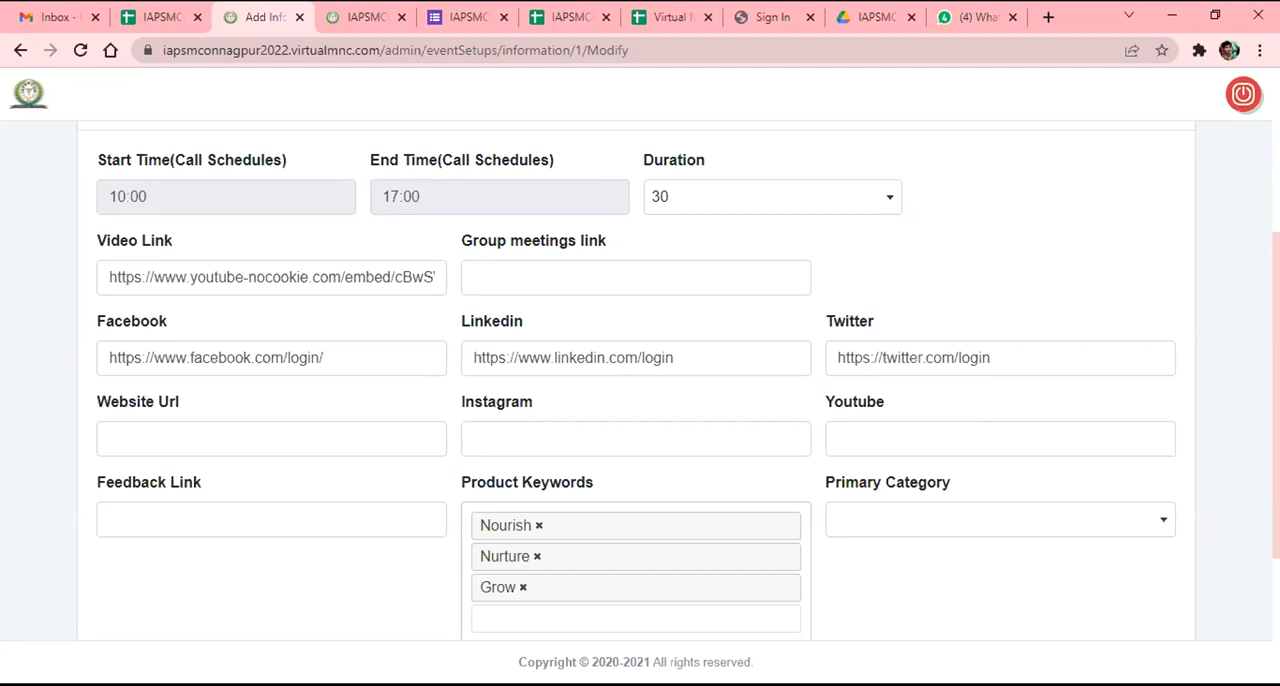 Inbox -
IAPSMC
Add Info
IAPSMC
IAPSMC
IAPSMC
Virtual
Sign In
IAPSMC
(4) What
iapsmconnagpur2022.virtualmnc.com/admin/eventSetups/information/1/Modify
Start Time(Call Schedules) End Time(Call Schedules) Duration
10:00 17:00 30
Video Link Group meetings link
https://www.youtube-nocookie.com/embed/cBwS
Facebook Linkedin Twitter
https://www.facebook.com/login/ https://www.linkedin.com/login https://twitter.com/login
Website Url Instagram Youtube
Feedback Link Product Keywords Primary Category
Nourish ×
Nurture ×
Grow ×
Copyright © 2020-2021 All rights reserved.